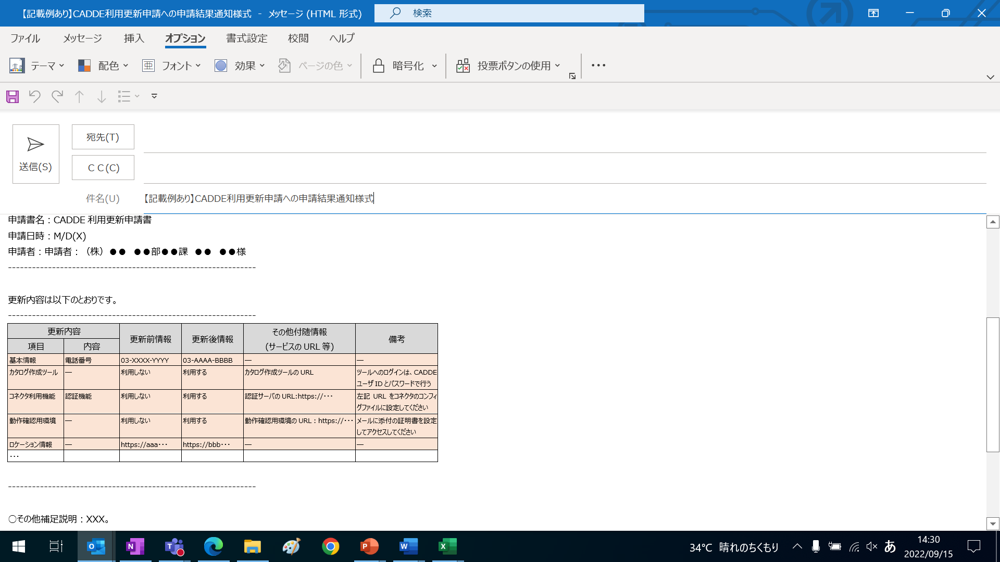 【記載例あり】CADDE利用更新申請への申請結果通知様式 - メッセージ (HTML 形式)
検索
ファイル メッセージ 挿入 オプション 書式設定 校閲 ヘルプ
テーマ 配色 フォント 効果 ページの色 暗号化 投票ボタンの使用 …
送信(S)
宛先(T)
ＣＣ(C)
件名(U) 【記載例あり】CADDE利用更新申請への申請結果通知様式
申請書名：CADDE 利用更新申請書
申請日時：M/D(X)
申請者：申請者：（株）●● ●●部●●課 ●● ●●様
--------------------------------------------------------------
更新内容は以下のとおりです。
--------------------------------------------------------------
更新内容 更新前情報 更新後情報 その他付随情報 備考
項目 内容 （サービスの URL 等）
基本情報 電話番号 03-XXXX-YYYY 03-AAAA-BBBB ― ―
カタログ作成ツール ― 利用しない 利用する カタログ作成ツールの URL ツールへのログインは、CADDE
ユーザ ID とパスワードで行う
コネクタ利用機能 認証機能 利用しない 利用する 認証サーバの URL:https://･･･ 左記 URL をコネクタのコンフィ
グファイルに設定してください
動作確認用環境 ― 利用しない 利用する 動作確認用環境の URL：https://･･･ メールに添付の証明書を設定
してアクセスしてください
ロケーション情報 ― https://aaa･･･ https://bbb･･･ ― ―
･･･
--------------------------------------------------------------
○その他補足説明：XXX。
34°C 晴れのちくもり あ 14:30
2022/09/15